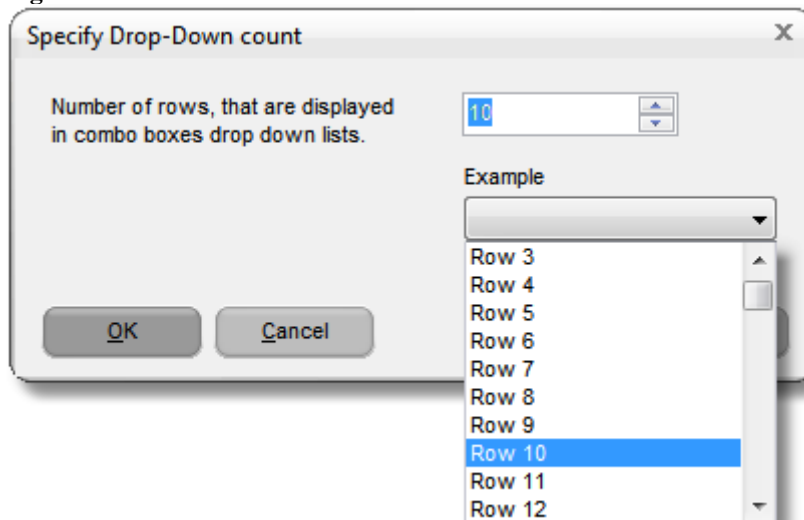 Specify Drop-Down count
x
Number of rows, that are displayed
in combo boxes drop down lists.
10
Example
Row 3
Row 4
Row 5
Row 6
Row 7
Row 8
Row 9
Row 10
Row 11
Row 12
OK
Cancel